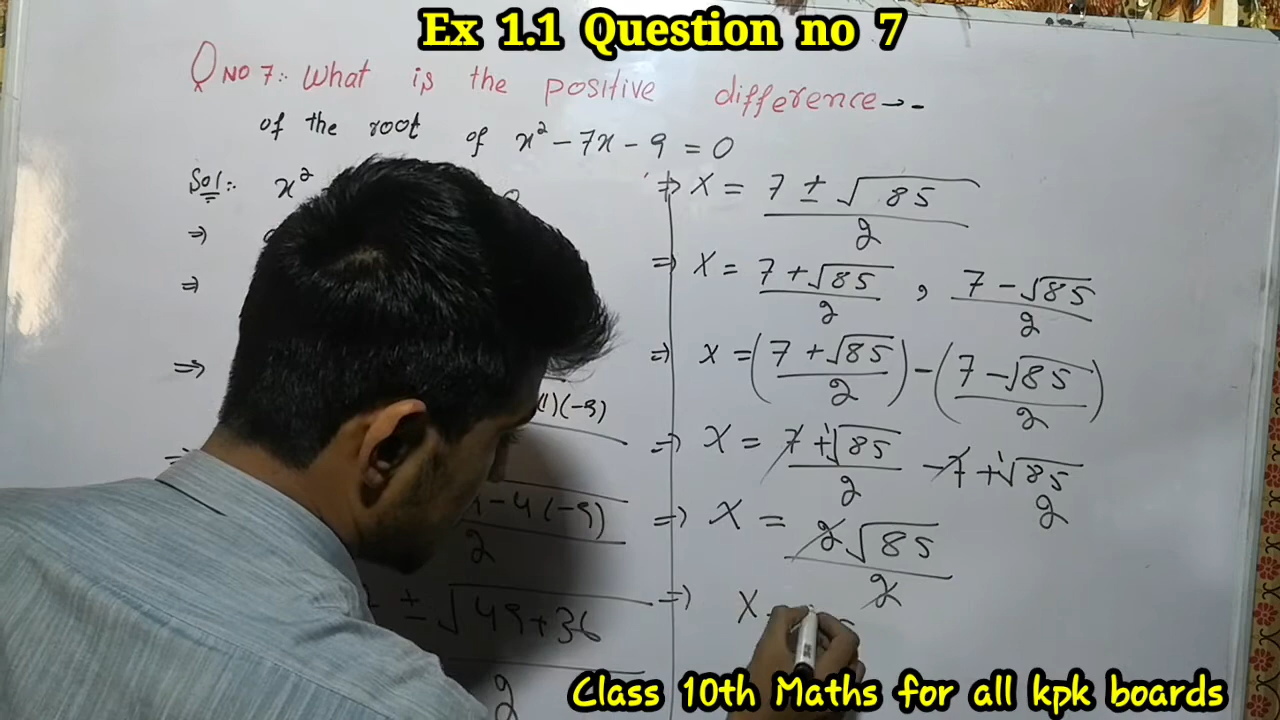 Ex 1.1 Question no 7
Q NO 7:- What is the positive difference →-
of the root of x² - 7x - 9 = 0
Sol:- x²
⇒
⇒
⇒ 1)(-9)
⇒ - 4(-9)
2
± √49+36
2
⇒ x = 7 ± √85 / 2
⇒ x = 7 + √85 / 2 , 7 - √85 / 2
⇒ x = (7 + √85 / 2) - (7 - √85 / 2)
⇒ x = 7 + 1√85 / 2 - 7 + 1√85 / 2
⇒ x = 2√85 / 2
⇒ x
Class 10th Maths for all kpk boards